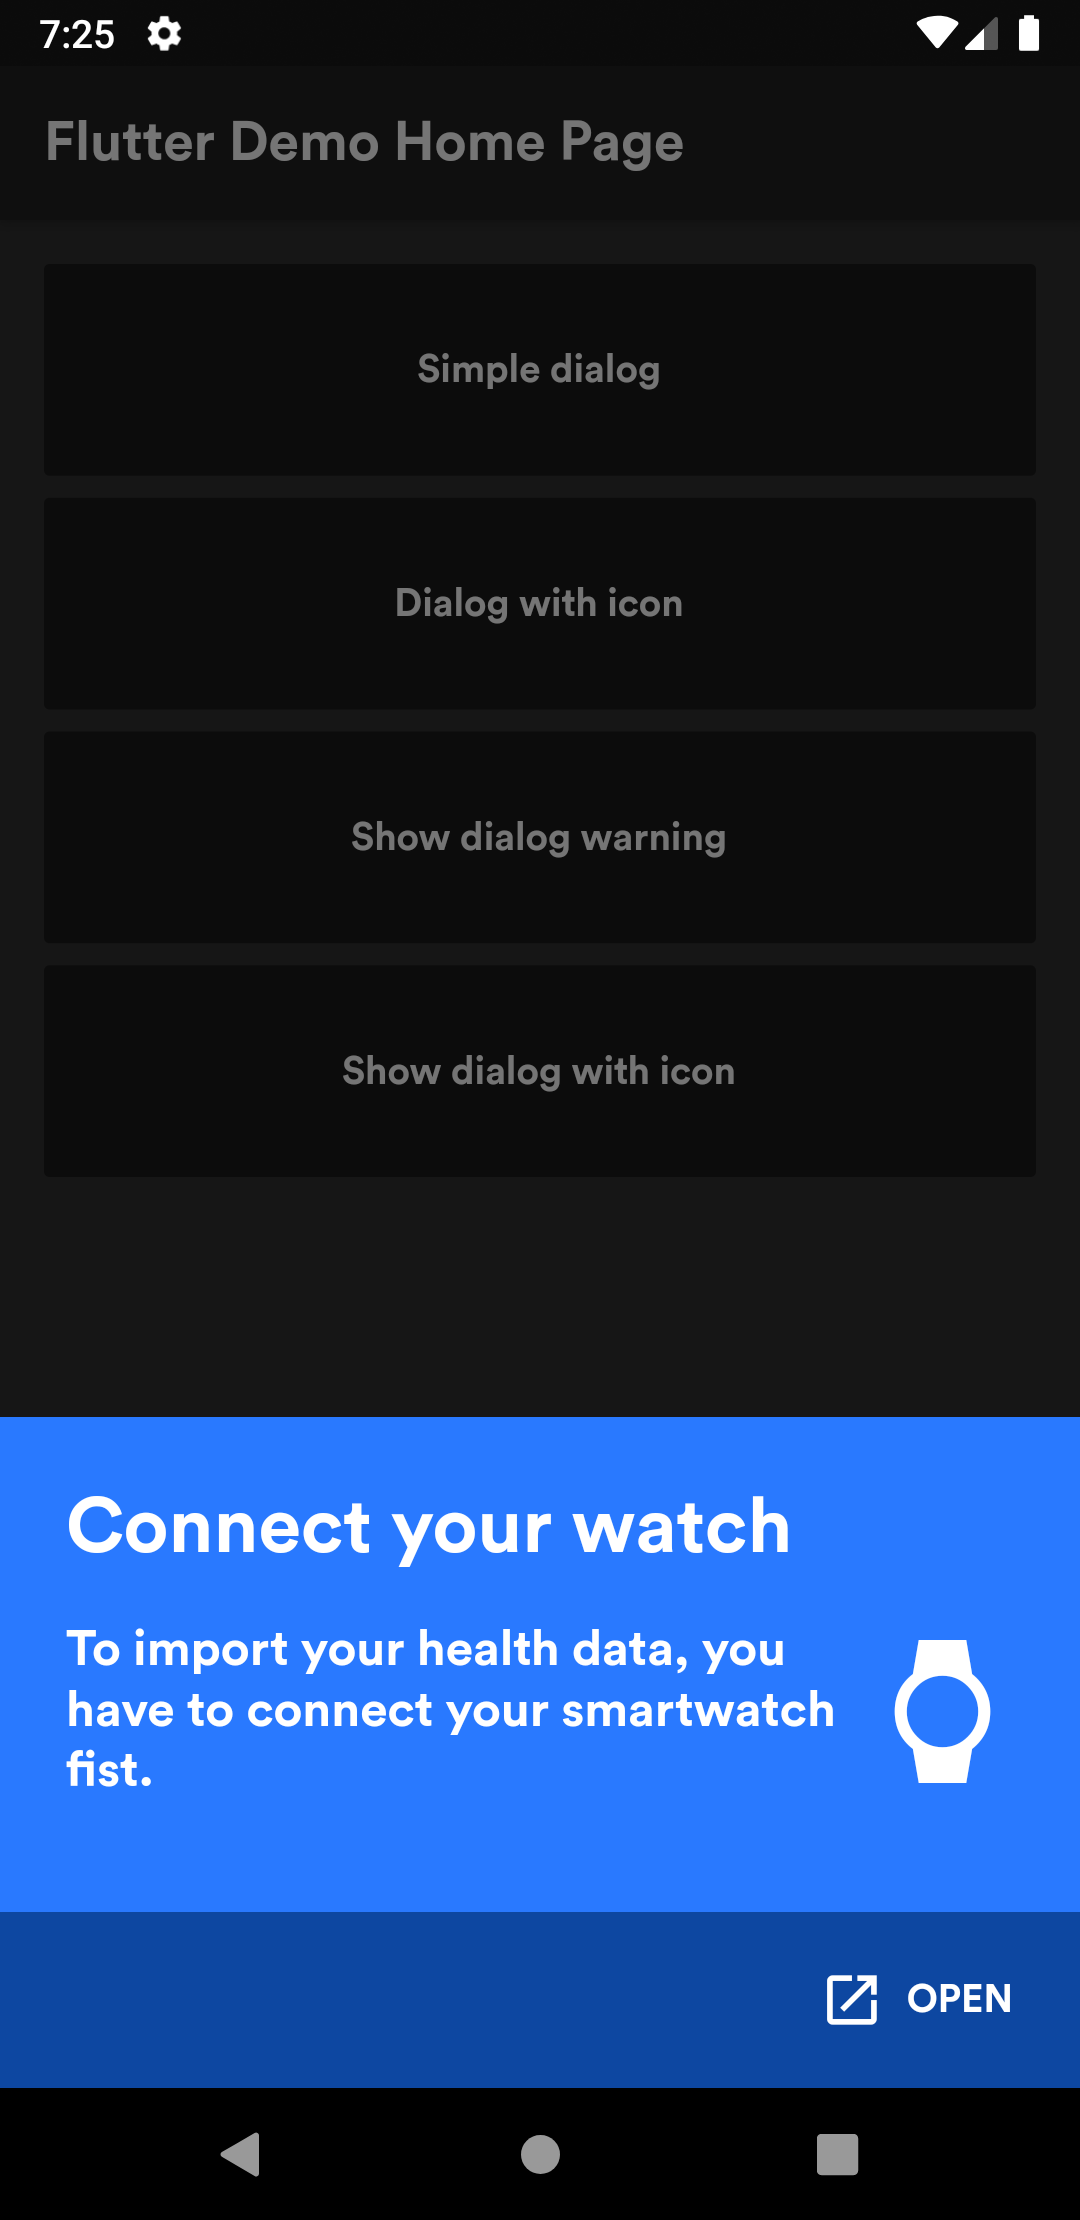 7:25
Flutter Demo Home Page
Simple dialog
Dialog with icon
Show dialog warning
Show dialog with icon
Connect your watch
To import your health data, you
have to connect your smartwatch
fist.
OPEN